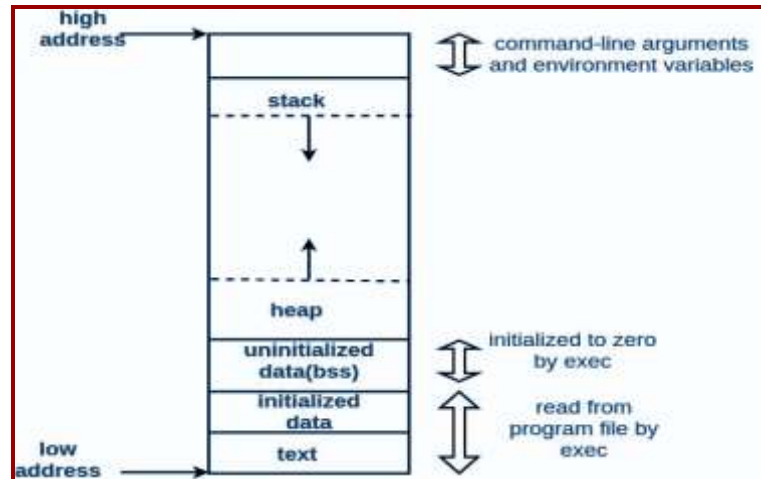 high
address
command-line arguments
and environment variables
stack
heap
uninitialized
data(bss)
initialized to zero
by exec
initialized
data
read from
program file by
exec
low
address
text